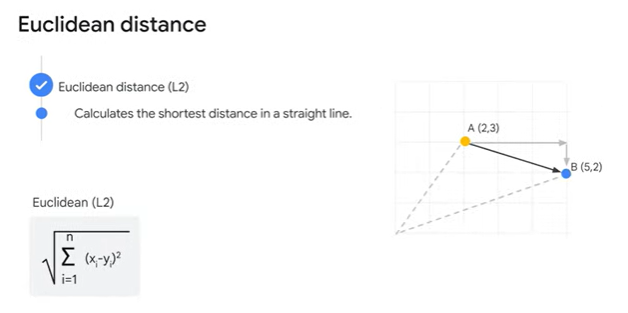 Euclidean distance
Euclidean distance (L2)
Calculates the shortest distance in a straight line.
A (2,3)
B (5,2)
Euclidean (L2)
√ n Σ i=1 (xᵢ-yᵢ)²